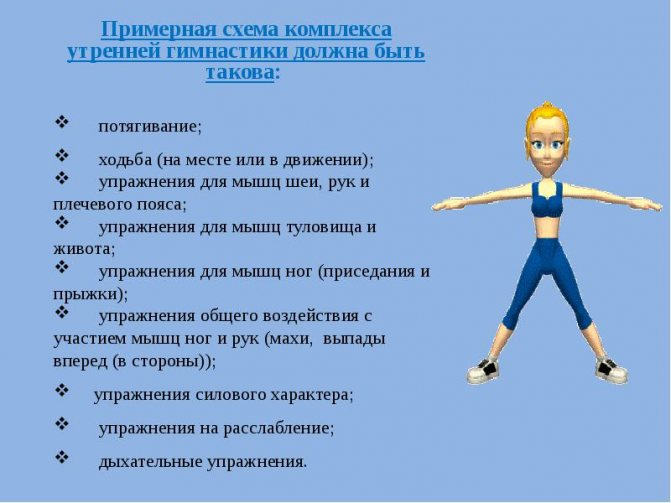 Примерная схема комплекса
утренней гимнастики должна быть
такова:
❖ потягивание;
❖ ходьба (на месте или в движении);
❖ упражнения для мышц шеи, рук и
плечевого пояса;
❖ упражнения для мышц туловища и
живота;
❖ упражнения для мышц ног (приседания и
прыжки);
❖ упражнения общего воздействия с
участием мышц ног и рук (махи, выпады
вперед (в стороны));
❖ упражнения силового характера;
❖ упражнения на расслабление;
❖ дыхательные упражнения.